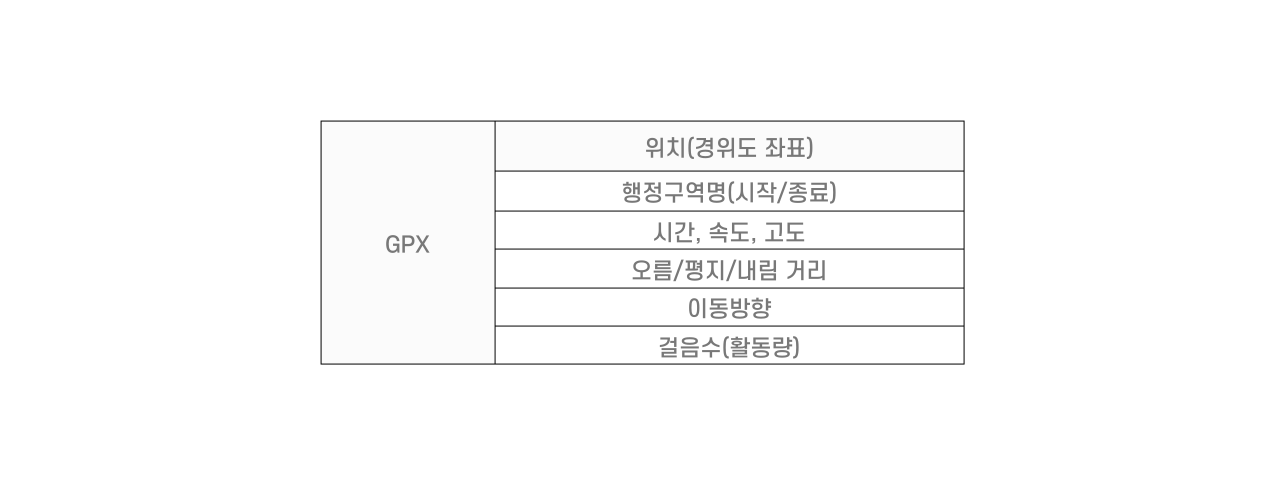 GPX
위치(경위도 좌표)
행정구역명(시작/종료)
시간, 속도, 고도
오름/평지/내림 거리
이동방향
걸음수(활동량)